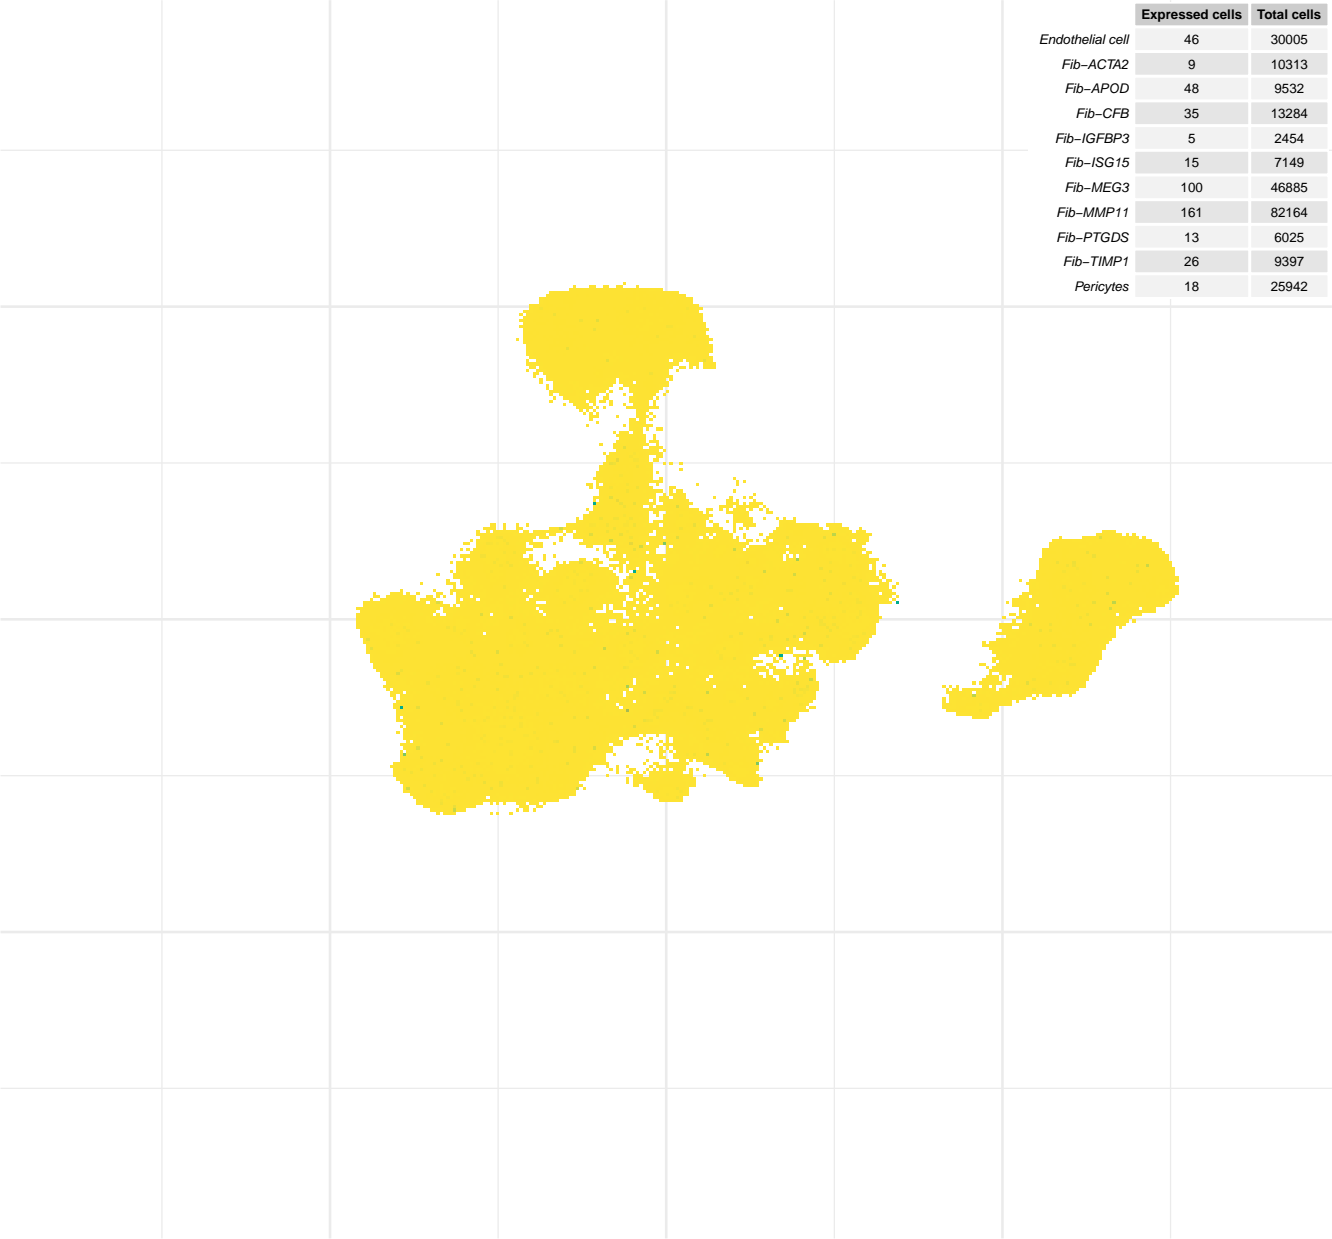 Expressed cells Total cells
Endothelial cell 46 30005
Fib−ACTA2 9 10313
Fib−APOD 48 9532
Fib−CFB 35 13284
Fib−IGFBP3 5 2454
Fib−ISG15 15 7149
Fib−MEG3 100 46885
Fib−MMP11 161 82164
Fib−PTGDS 13 6025
Fib−TIMP1 26 9397
Pericytes 18 25942